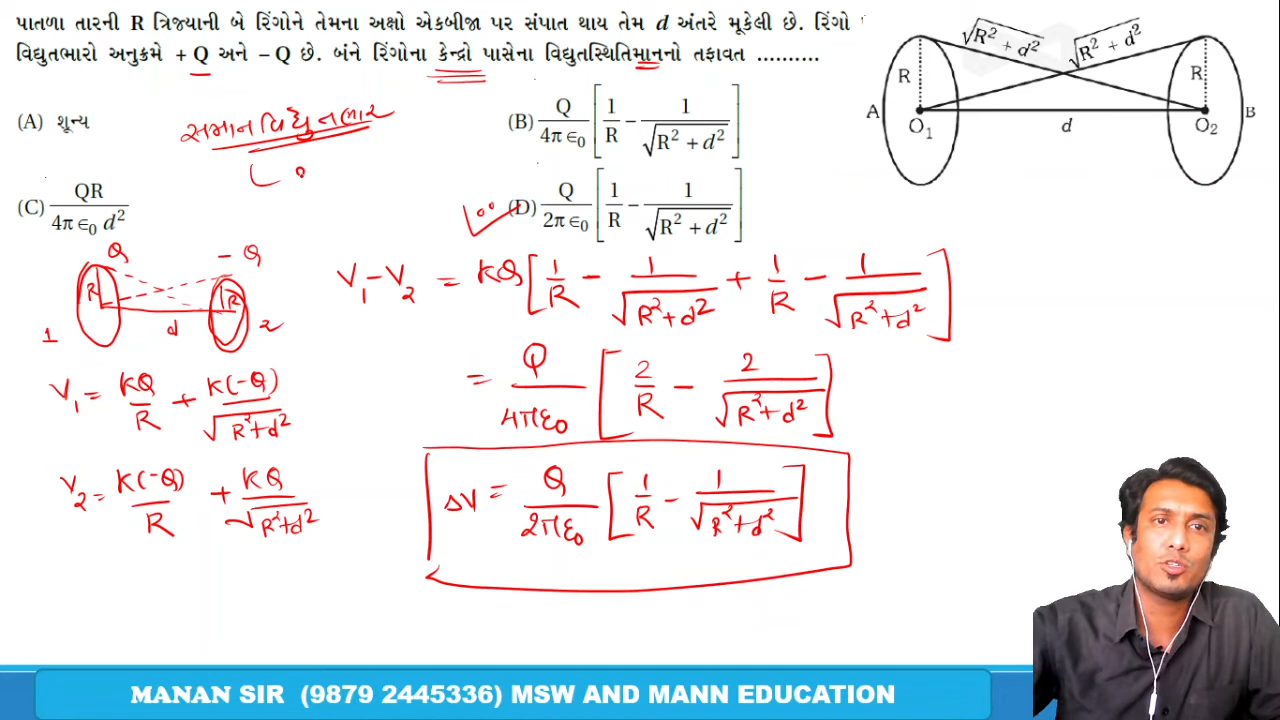 પાતળા તારની R ત્રિજ્યાની બે રિંગોને તેમના અક્ષો એકબીજા પર સંપાત થાય તેમ d અંતરે મૂકેલી છે. રિંગો
વિદ્યુતભારો અનુક્રમે + Q અને – Q છે. બંને રિંગોના કેન્દ્રો પાસેના વિદ્યુતસ્થિતિમાનનો તફાવત ..........
(A) શૂન્ય
(B) Q/4π∈₀ [1/R − 1/√(R² + d²)]
(C) QR/4π∈₀ d²
(D) Q/2π∈₀ [1/R − 1/√(R² + d²)]
√(R² + d²) √(R² + d²)
R R
A O₁ d O₂ B
સમાન વિદ્યુતભાર
Q −Q
R R
1 d 2
V₁ = KQ/R + K(−Q)/√(R²+d²)
V₂ = K(−Q)/R + KQ/√(R²+d²)
V₁−V₂ = KQ[1/R − 1/√(R²+d²) + 1/R − 1/√(R²+d²)]
= Q/4πε₀ [2/R − 2/√(R²+d²)]
ΔV = Q/2πε₀ [1/R − 1/√(R²+d²)]
MANAN SIR (9879 2445336) MSW AND MANN EDUCATION